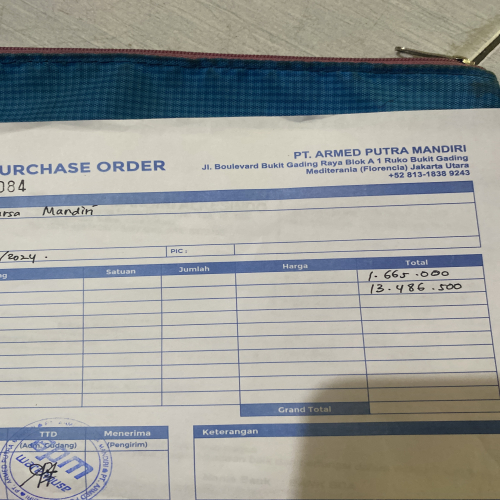 PT. ARMED PUTRA MANDIRI
URCHASE ORDER
Jl. Boulevard Bukit Gading Raya Blok A 1 Ruko Bukit Gading
Mediterania (Florencia) Jakarta Utara
+52 813-1838 9243
084
rsa Mandiri
/2024.
PIC :
ng Satuan Jumlah Harga Total
1.665.000
13.486.500
Grand Total
TTD Menerima Keterangan
(Adm. Gudang) (Pengirim)